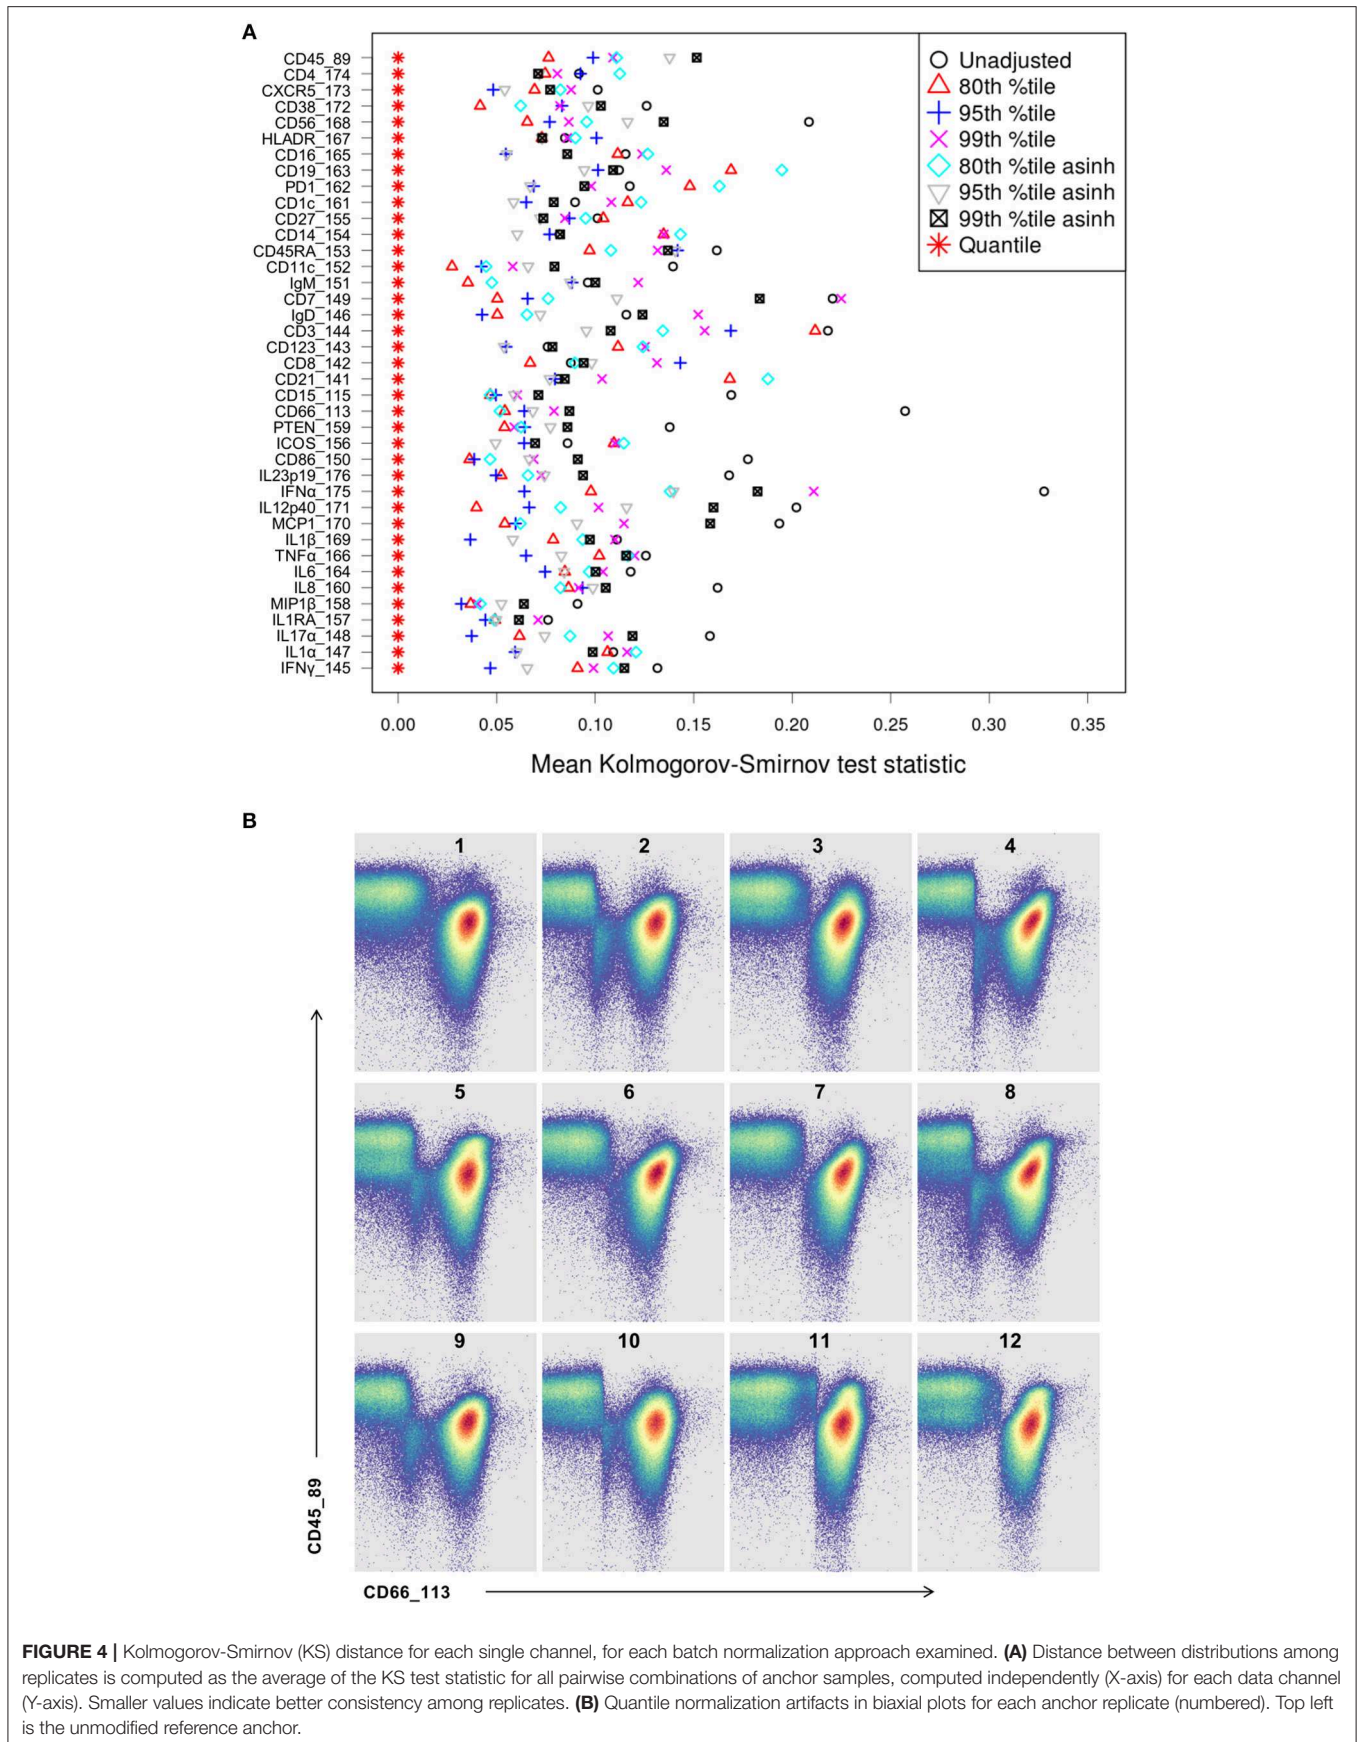 A
CD45_89
CD4_174
CXCR5_173
CD38_172
CD56_168
HLADR_167
CD16_165
CD19_163
PD1_162
CD1c_161
CD27_155
CD14_154
CD45RA_153
CD11c_152
IgM_151
CD7_149
IgD_146
CD3_144
CD123_143
CD8_142
CD21_141
CD15_115
CD66_113
PTEN_159
ICOS_156
CD86_150
IL23p19_176
IFNα_175
IL12p40_171
MCP1_170
IL1β_169
TNFα_166
IL6_164
IL8_160
MIP1β_158
IL1RA_157
IL17α_148
IL1α_147
IFNγ_145
Unadjusted
80th %tile
95th %tile
99th %tile
80th %tile asinh
95th %tile asinh
99th %tile asinh
Quantile
0.00 0.05 0.10 0.15 0.20 0.25 0.30 0.35
Mean Kolmogorov-Smirnov test statistic
B
1 2 3 4
5 6 7 8
9 10 11 12
CD45_89
CD66_113
FIGURE 4 | Kolmogorov-Smirnov (KS) distance for each single channel, for each batch normalization approach examined. (A) Distance between distributions among
replicates is computed as the average of the KS test statistic for all pairwise combinations of anchor samples, computed independently (X-axis) for each data channel
(Y-axis). Smaller values indicate better consistency among replicates. (B) Quantile normalization artifacts in biaxial plots for each anchor replicate (numbered). Top left
is the unmodified reference anchor.